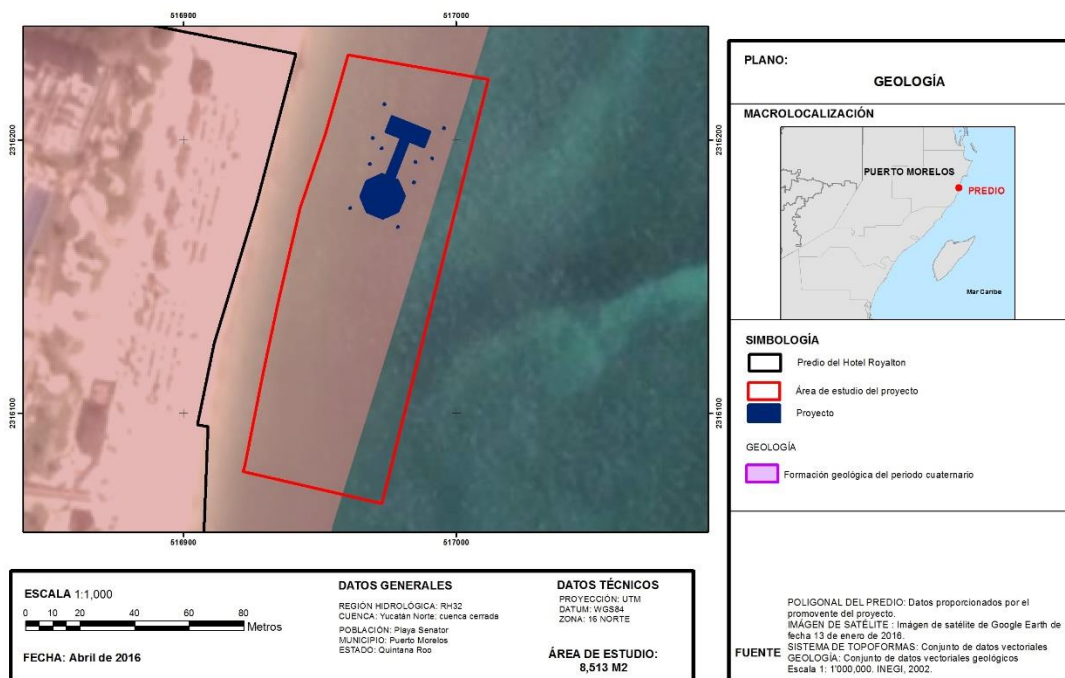 516900
517000
2316200
2316200
2316100
2316100
516900
517000
PLANO:
GEOLOGÍA
MACROLOCALIZACIÓN
PUERTO MORELOS
PREDIO
Mar Caribe
SIMBOLOGÍA
Predio del Hotel Royalton
Área de estudio del proyecto
Proyecto
GEOLOGÍA
Formación geológica del periodo cuaternario
ESCALA 1:1,000
0 10 20 40 60 80
Metros
FECHA: Abril de 2016
DATOS GENERALES
REGIÓN HIDROLÓGICA: RH32
CUENCA: Yucatán Norte; cuenca cerrada
POBLACIÓN: Playa Senator
MUNICIPIO: Puerto Morelos
ESTADO: Quintana Roo
DATOS TÉCNICOS
PROYECCIÓN: UTM
DATUM: WGS84
ZONA: 16 NORTE
ÁREA DE ESTUDIO:
8,513 M2
FUENTE
POLIGONAL DEL PREDIO: Datos proporcionados por el
promovente del proyecto.
IMÁGEN DE SATÉLITE : Imágen de satélite de Google Earth de
fecha 13 de enero de 2016.
SISTEMA DE TOPOFORMAS: Conjunto de datos vectoriales
GEOLOGÍA: Conjunto de datos vectoriales geológicos
Escala 1: 1'000,000. INEGI, 2002.